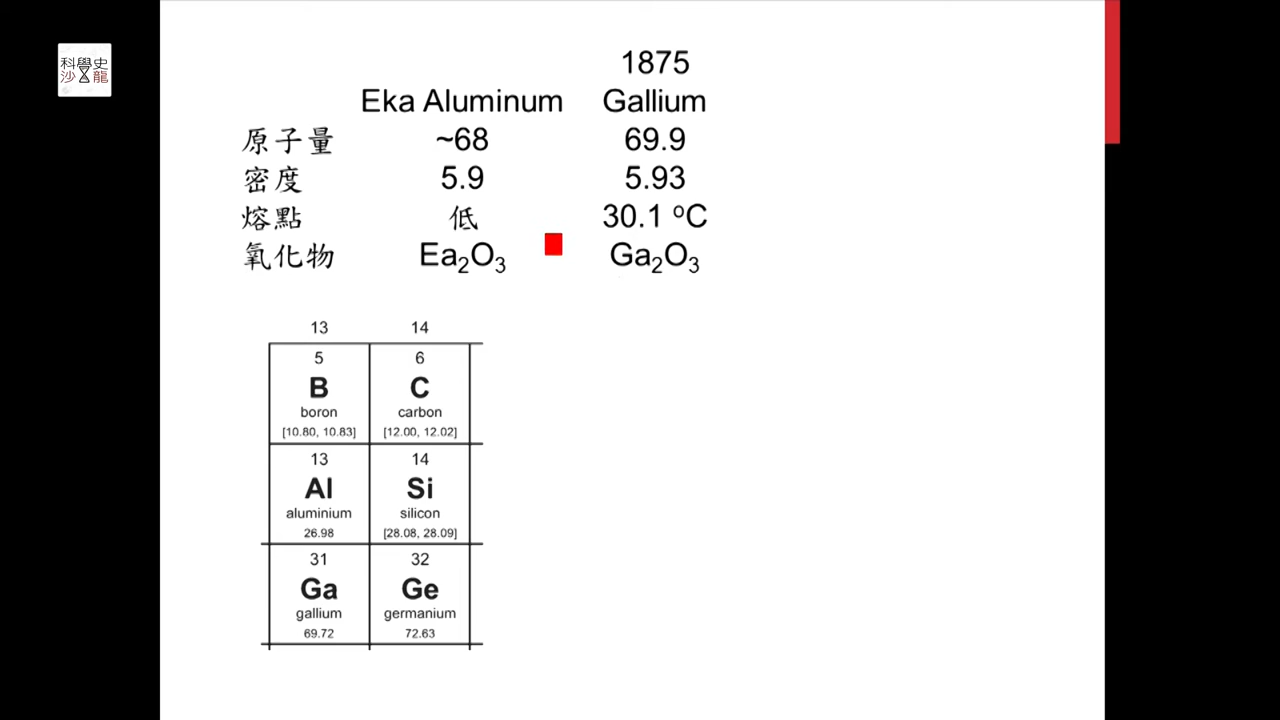 科學史
沙龍
1875
Eka Aluminum Gallium
原子量 ~68 69.9
密度 5.9 5.93
熔點 低 30.1 ºC
氧化物 Ea₂O₃ Ga₂O₃
13 14
5 6
B C
boron carbon
[10.80, 10.83] [12.00, 12.02]
13 14
Al Si
aluminium silicon
26.98 [28.08, 28.09]
31 32
Ga Ge
gallium germanium
69.72 72.63